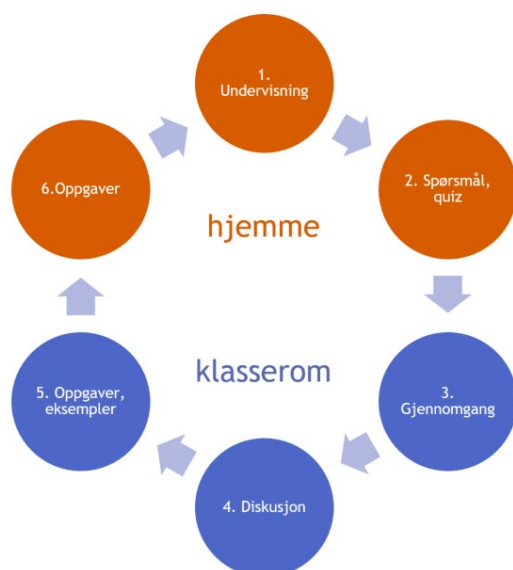 1.
Undervisning
2. Spørsmål,
quiz
3.
Gjennomgang
4. Diskusjon
5. Oppgaver,
eksempler
6.Oppgaver
hjemme
klasserom